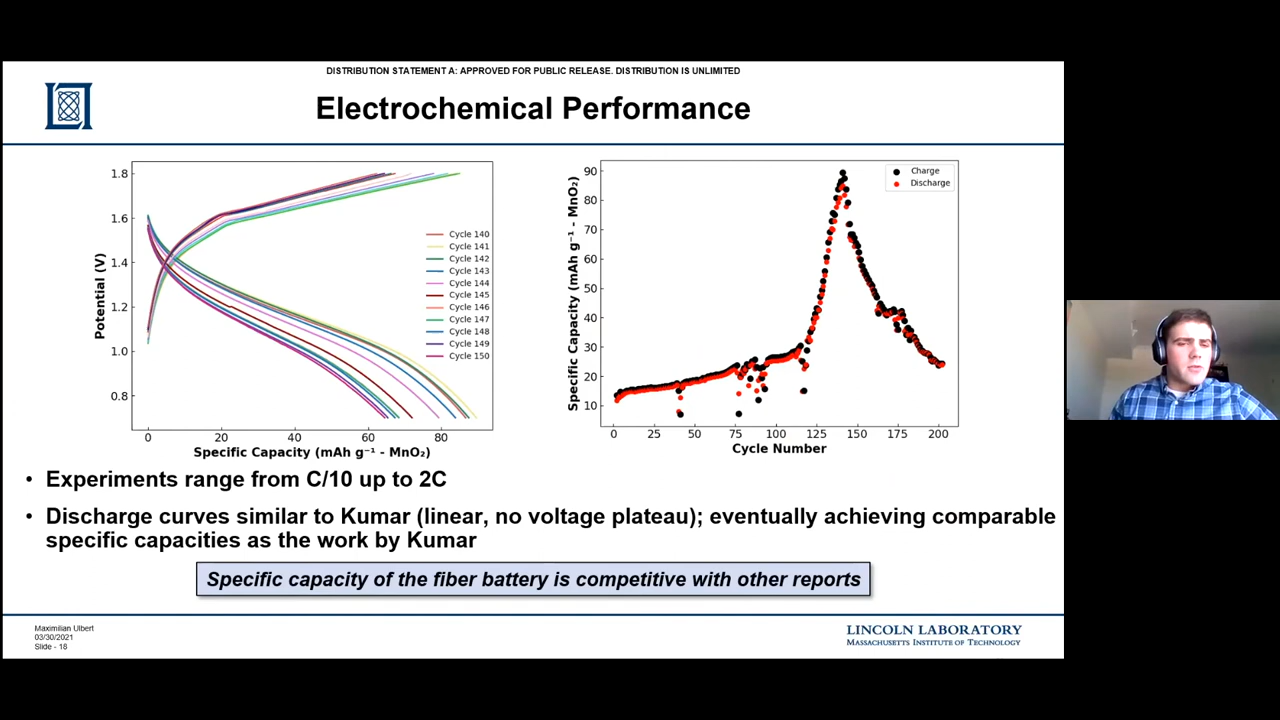 DISTRIBUTION STATEMENT A: APPROVED FOR PUBLIC RELEASE. DISTRIBUTION IS UNLIMITED
Electrochemical Performance
1.8
1.6
1.4
1.2
1.0
0.8
Potential (V)
Cycle 140
Cycle 141
Cycle 142
Cycle 143
Cycle 144
Cycle 145
Cycle 146
Cycle 147
Cycle 148
Cycle 149
Cycle 150
0 20 40 60 80
Specific Capacity (mAh g⁻¹ - MnO₂)
90
80
70
60
50
40
30
20
10
Specific Capacity (mAh g⁻¹ - MnO₂)
Charge
Discharge
0 25 50 75 100 125 150 175 200
Cycle Number
• Experiments range from C/10 up to 2C
• Discharge curves similar to Kumar (linear, no voltage plateau); eventually achieving comparable
specific capacities as the work by Kumar
Specific capacity of the fiber battery is competitive with other reports
Maximilian Ulbert
03/30/2021
Slide - 18
LINCOLN LABORATORY
MASSACHUSETTS INSTITUTE OF TECHNOLOGY